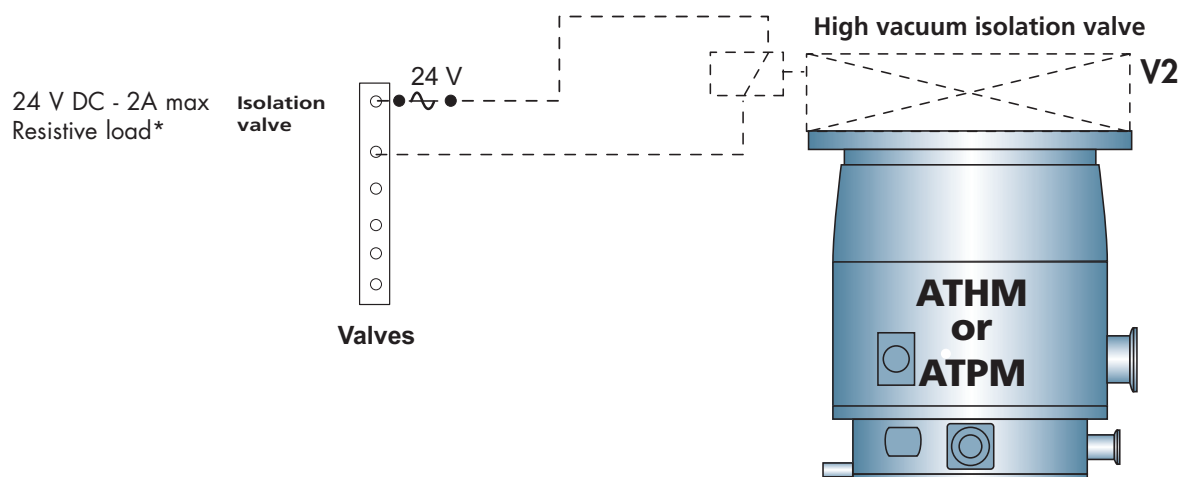 High vacuum isolation valve
V2
24 V
24 V DC - 2A max
Resistive load*
Isolation
valve
Valves
ATHM
or
ATPM